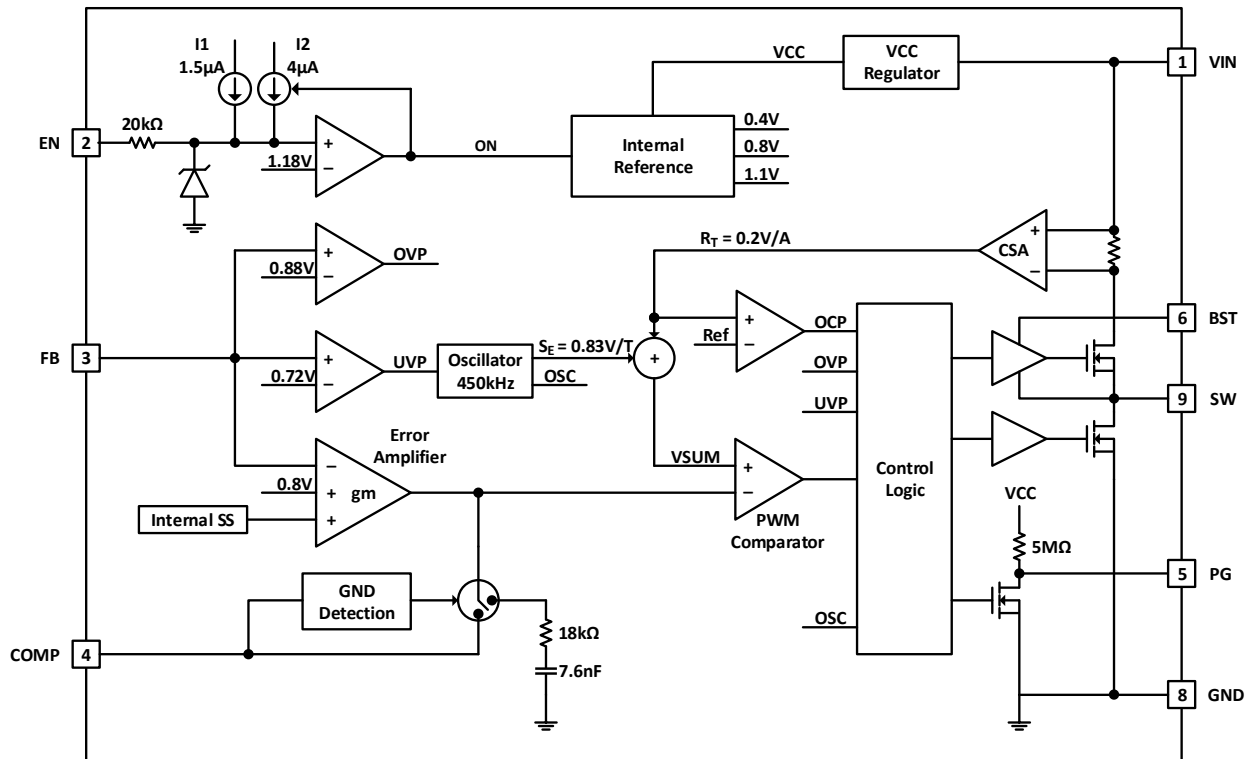 I1
1.5µA
I2
4µA
VCC
VCC
Regulator
1
VIN
EN
2
20kΩ
+
1.18V
−
ON
Internal
Reference
0.4V
0.8V
1.1V
RT = 0.2V/A
CSA
+
−
+
0.88V
−
OVP
FB
3
+
0.72V
−
UVP
Oscillator
450kHz
SE = 0.83V/T
OSC
+
+
Ref
−
OCP
OVP
UVP
6
BST
9
SW
Error
Amplifier
−
0.8V
+
gm
Internal SS
+
VSUM
+
−
PWM
Comparator
Control
Logic
VCC
5MΩ
5
PG
GND
Detection
18kΩ
7.6nF
COMP
4
OSC
8
GND